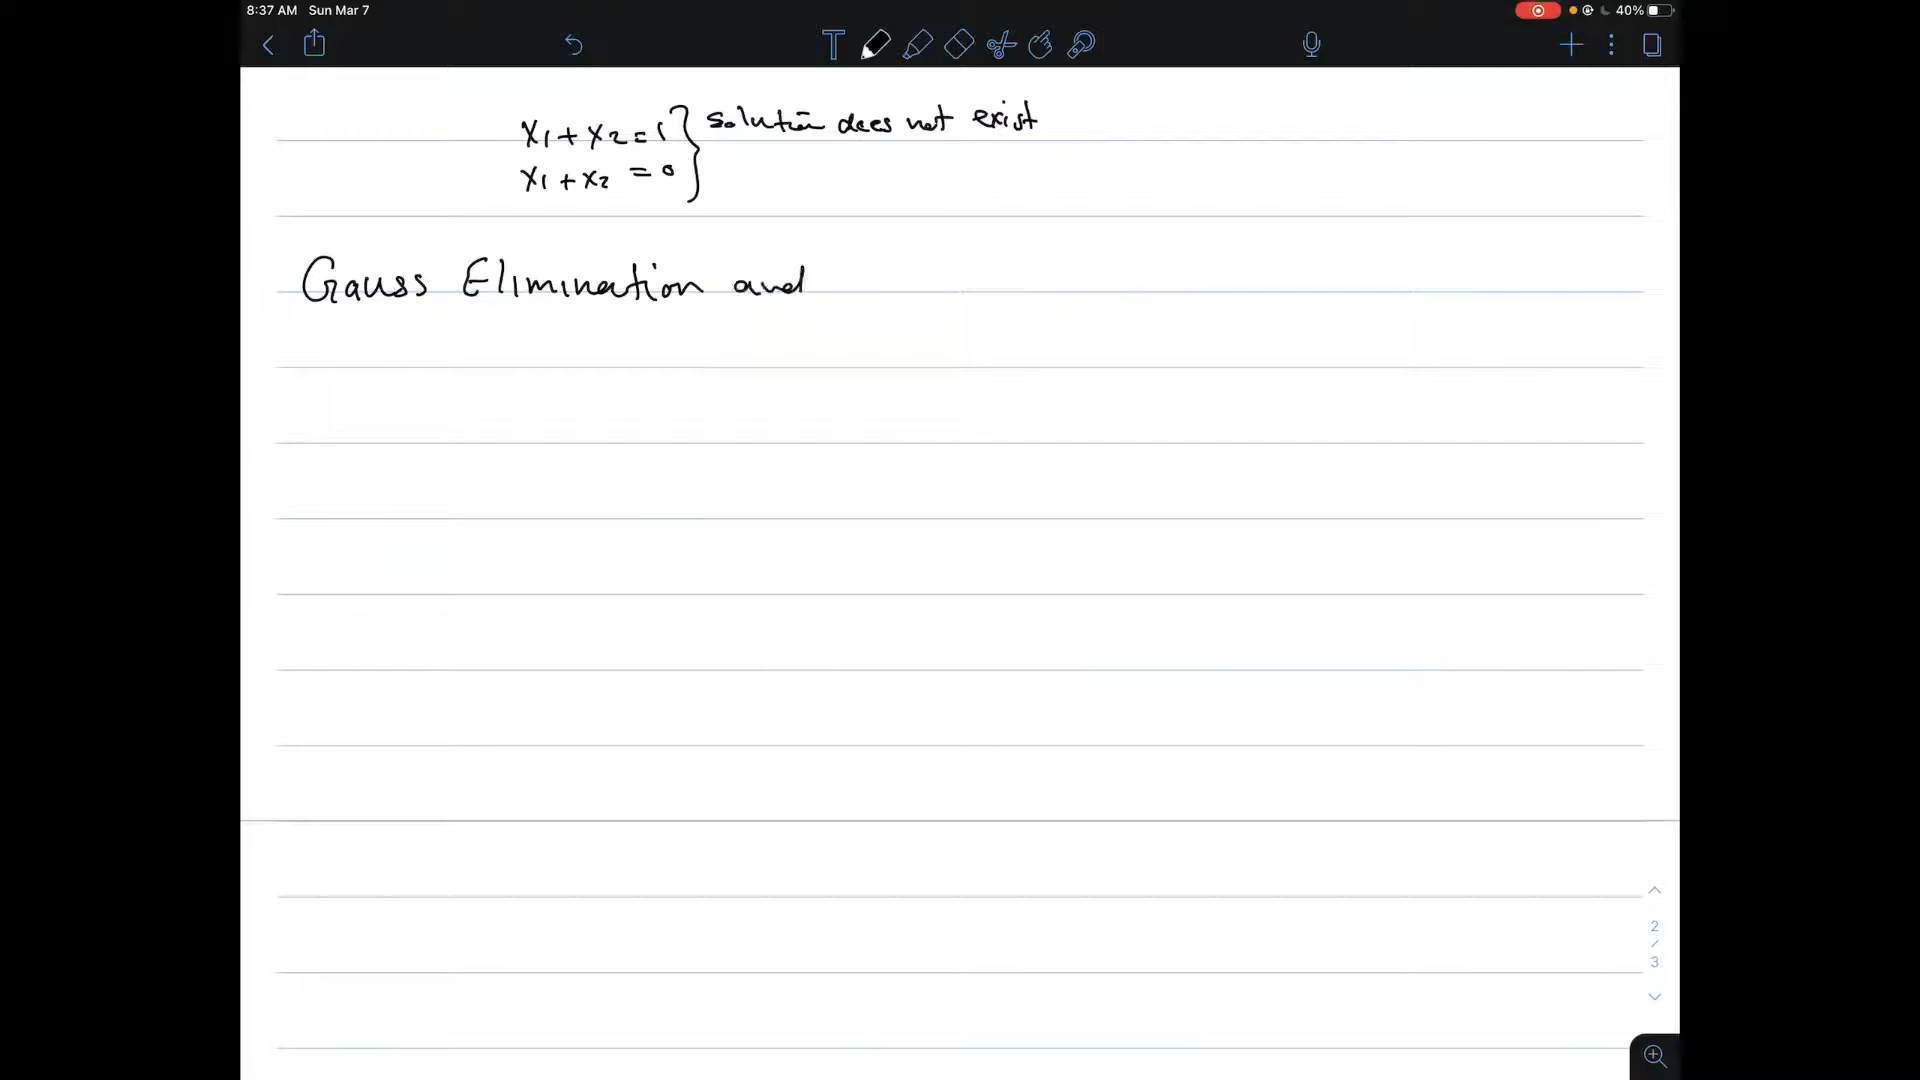 8:37 AM Sun Mar 7
40%
x1 + x2 = 1 } solution does not exist
x1 + x2 = 0
Gauss Elimination and
2
/
3